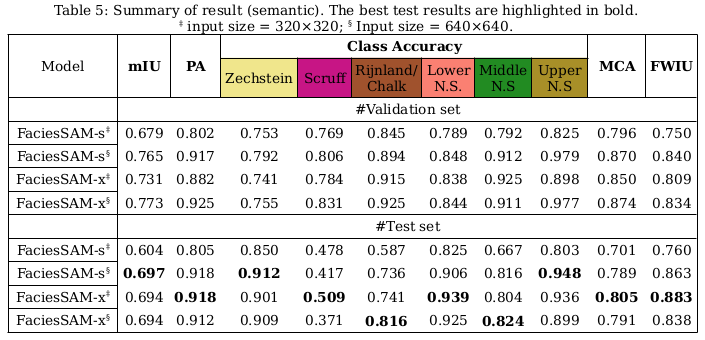 Table 5: Summary of result (semantic). The best test results are highlighted in bold.
‡ input size = 320×320; § Input size = 640×640.
Model mIU PA Class Accuracy MCA FWIU
Zechstein Scruff Rijnland/Chalk Lower N.S. Middle N.S Upper N.S
#Validation set
FaciesSAM-s‡ 0.679 0.802 0.753 0.769 0.845 0.789 0.792 0.825 0.796 0.750
FaciesSAM-s§ 0.765 0.917 0.792 0.806 0.894 0.848 0.912 0.979 0.870 0.840
FaciesSAM-x‡ 0.731 0.882 0.741 0.784 0.915 0.838 0.925 0.898 0.850 0.809
FaciesSAM-x§ 0.773 0.925 0.755 0.831 0.925 0.844 0.911 0.977 0.874 0.834
#Test set
FaciesSAM-s‡ 0.604 0.805 0.850 0.478 0.587 0.825 0.667 0.803 0.701 0.760
FaciesSAM-s§ 0.697 0.918 0.912 0.417 0.736 0.906 0.816 0.948 0.789 0.863
FaciesSAM-x‡ 0.694 0.918 0.901 0.509 0.741 0.939 0.804 0.936 0.805 0.883
FaciesSAM-x§ 0.694 0.912 0.909 0.371 0.816 0.925 0.824 0.899 0.791 0.838